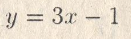 y = 3x − 1